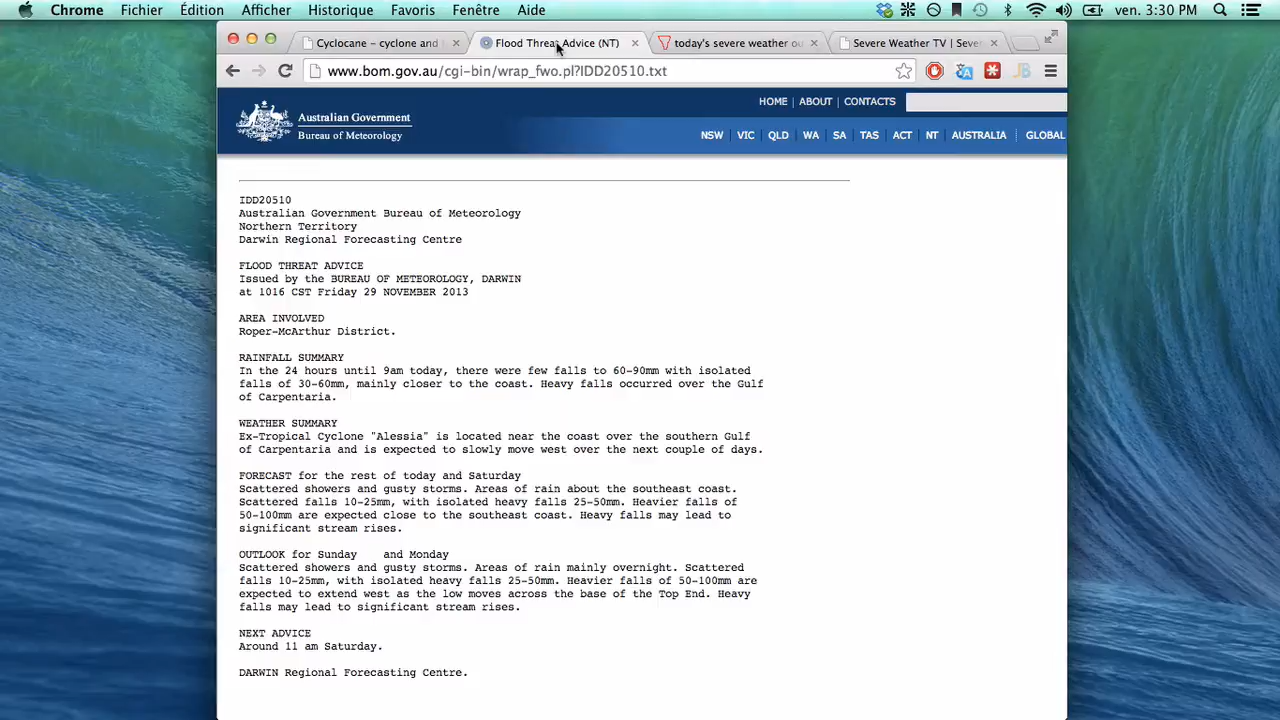 Chrome Fichier Édition Afficher Historique Favoris Fenêtre Aide ven. 3:30 PM
Cyclocane – cyclone and Flood Threat Advice (NT) today's severe weather Severe Weather TV |
www.bom.gov.au/cgi-bin/wrap_fwo.pl?IDD20510.txt
HOME | ABOUT | CONTACTS
Australian Government
Bureau of Meteorology
NSW | VIC | QLD | WA | SA | TAS | ACT | NT | AUSTRALIA | GLOBAL
IDD20510
Australian Government Bureau of Meteorology
Northern Territory
Darwin Regional Forecasting Centre
FLOOD THREAT ADVICE
Issued by the BUREAU OF METEOROLOGY, DARWIN
at 1016 CST Friday 29 NOVEMBER 2013
AREA INVOLVED
Roper-McArthur District.
RAINFALL SUMMARY
In the 24 hours until 9am today, there were few falls to 60-90mm with isolated
falls of 30-60mm, mainly closer to the coast. Heavy falls occurred over the Gulf
of Carpentaria.
WEATHER SUMMARY
Ex-Tropical Cyclone "Alessia" is located near the coast over the southern Gulf
of Carpentaria and is expected to slowly move west over the next couple of days.
FORECAST for the rest of today and Saturday
Scattered showers and gusty storms. Areas of rain about the southeast coast.
Scattered falls 10-25mm, with isolated heavy falls 25-50mm. Heavier falls of
50-100mm are expected close to the southeast coast. Heavy falls may lead to
significant stream rises.
OUTLOOK for Sunday and Monday
Scattered showers and gusty storms. Areas of rain mainly overnight. Scattered
falls 10-25mm, with isolated heavy falls 25-50mm. Heavier falls of 50-100mm are
expected to extend west as the low moves across the base of the Top End. Heavy
falls may lead to significant stream rises.
NEXT ADVICE
Around 11 am Saturday.
DARWIN Regional Forecasting Centre.